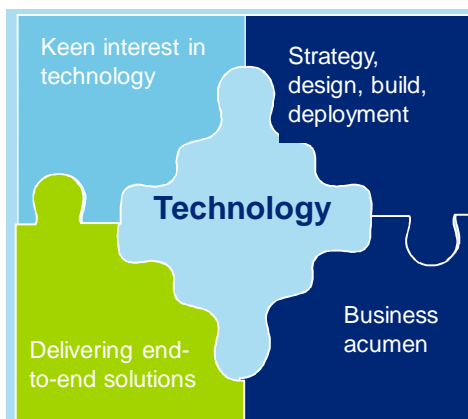 Keen interest in
technology
Strategy,
design, build,
deployment
Technology
Delivering end-
to-end solutions
Business
acumen